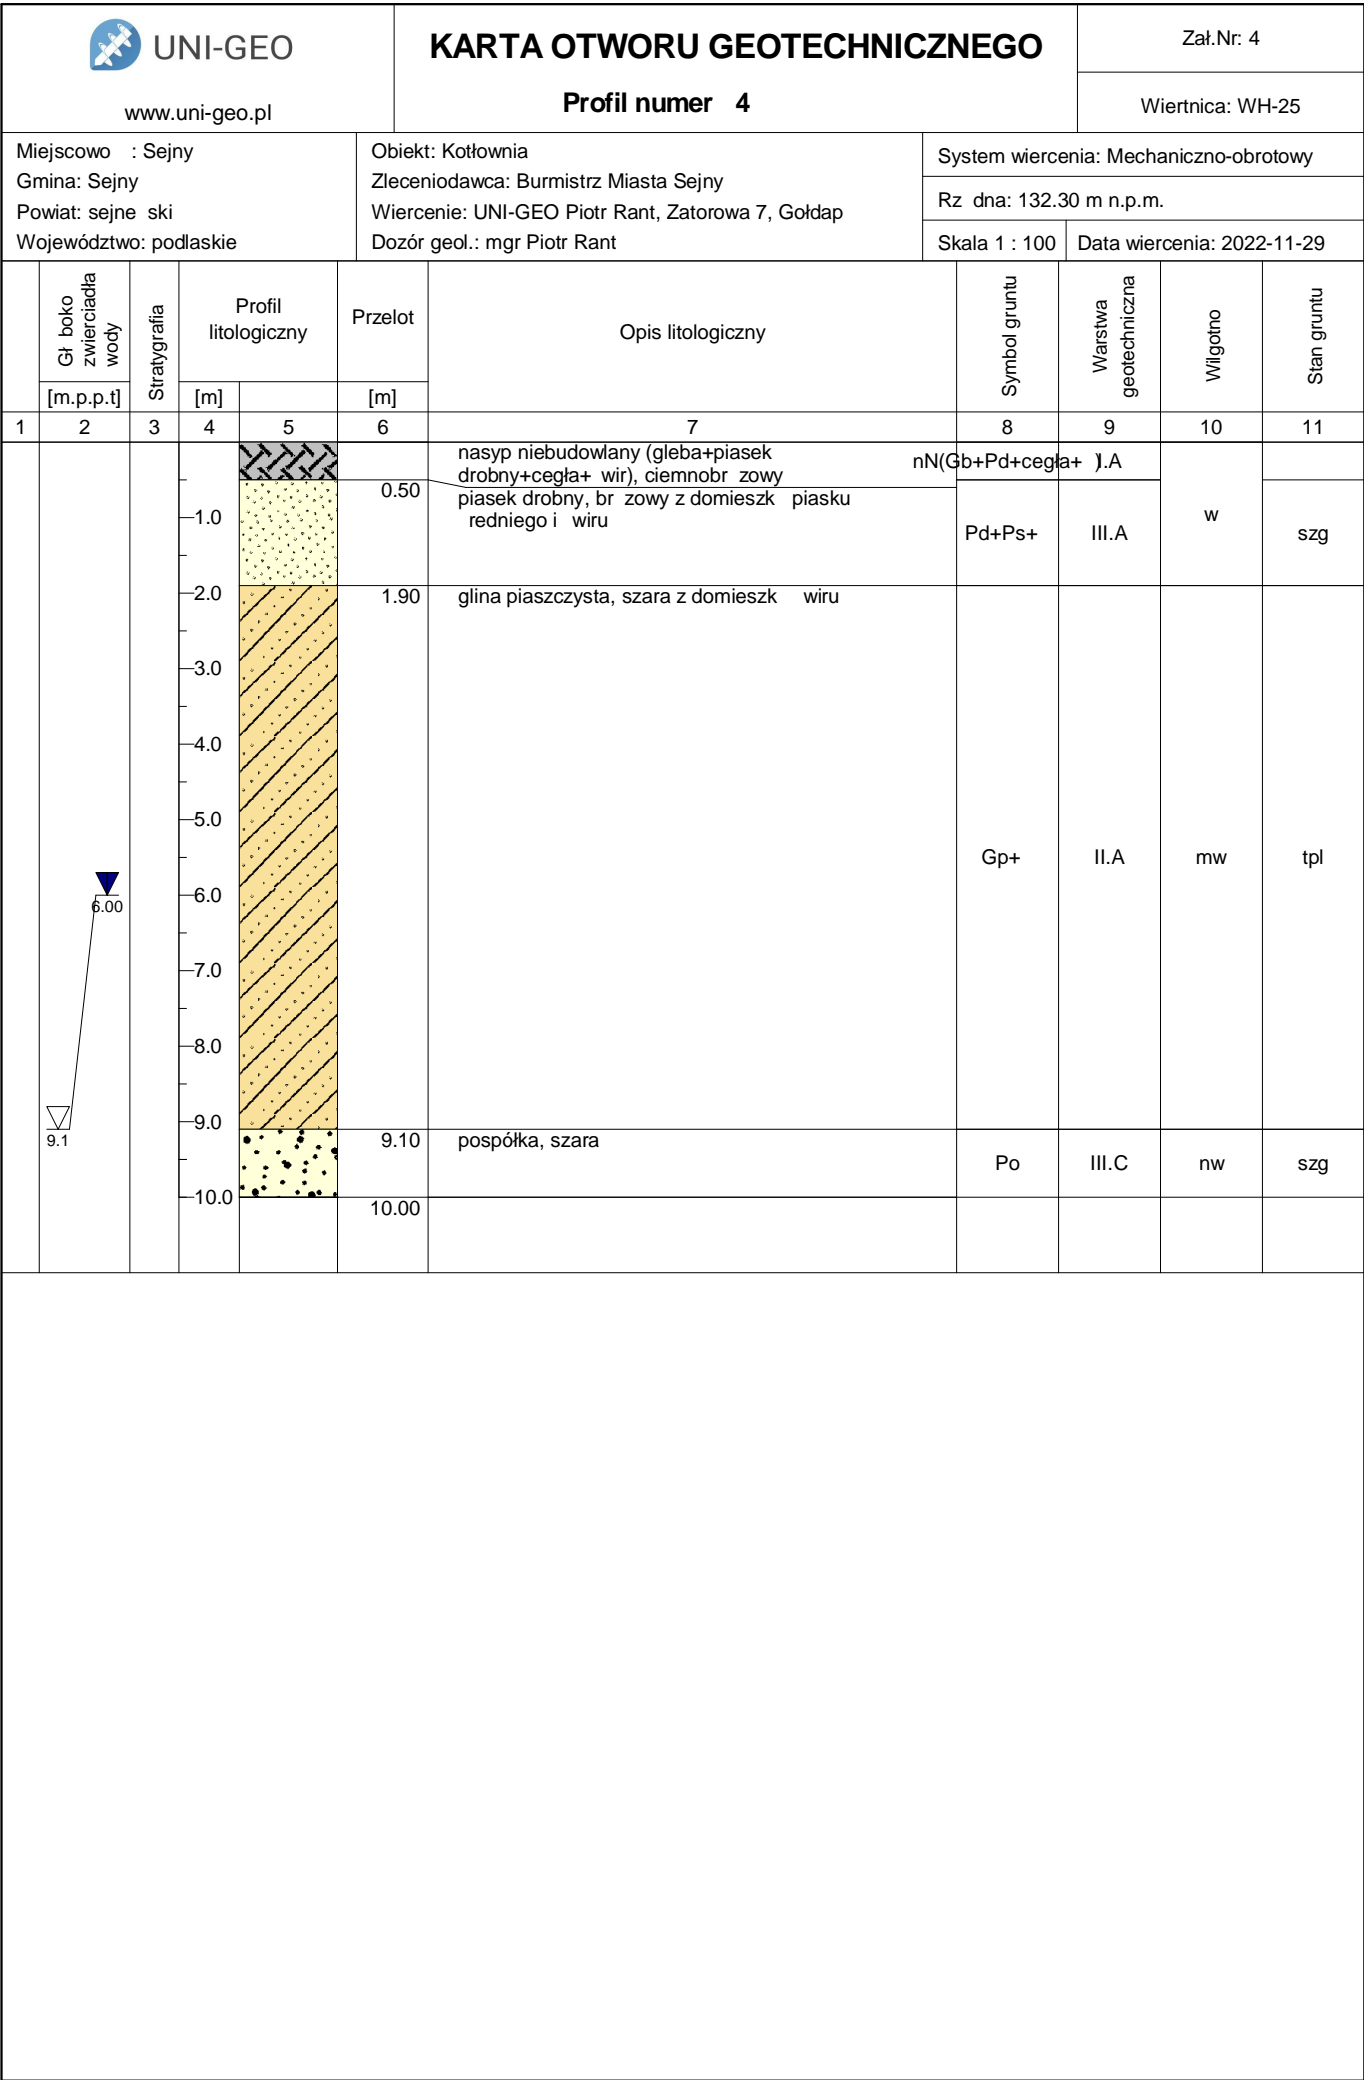 UNI-GEO
www.uni-geo.pl
KARTA OTWORU GEOTECHNICZNEGO
Profil numer 4
Zał.Nr: 4
Wiertnica: WH-25
Miejscowo : Sejny
Gmina: Sejny
Powiat: sejne ski
Województwo: podlaskie
Obiekt: Kotłownia
Zleceniodawca: Burmistrz Miasta Sejny
Wiercenie: UNI-GEO Piotr Rant, Zatorowa 7, Gołdap
Dozór geol.: mgr Piotr Rant
System wiercenia: Mechaniczno-obrotowy
Rz dna: 132.30 m n.p.m.
Skala 1 : 100
Data wiercenia: 2022-11-29
Gł boko
zwierciadła
wody
[m.p.p.t]
Stratygrafia
Profil
litologiczny
[m]
Przelot
[m]
Opis litologiczny
Symbol gruntu
Warstwa
geotechniczna
Wilgotno
Stan gruntu
1 2 3 4 5 6 7 8 9 10 11
nasyp niebudowlany (gleba+piasek
drobny+cegła+ wir), ciemnobr zowy
nN(Gb+Pd+cegła+ )
I.A
0.50
piasek drobny, br zowy z domieszk piasku
redniego i wiru
1.0
Pd+Ps+
III.A
w
szg
2.0
1.90
glina piaszczysta, szara z domieszk wiru
3.0
4.0
5.0
Gp+
II.A
mw
tpl
6.00
6.0
7.0
8.0
9.0
9.1
9.10
pospółka, szara
Po
III.C
nw
szg
10.0
10.00